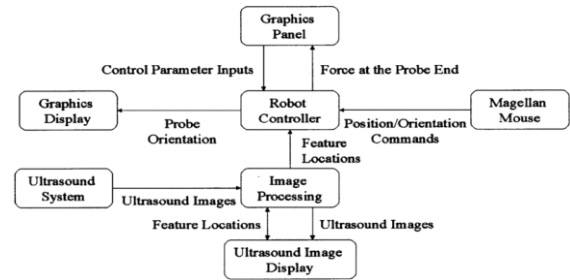 Graphics
Panel
Control Parameter Inputs
Force at the Probe End
Graphics
Display
Probe
Orientation
Robot
Controller
Position/Orientation
Commands
Magellan
Mouse
Feature
Locations
Ultrasound
System
Ultrasound Images
Image
Processing
Feature Locations
Ultrasound Images
Ultrasound Image
Display